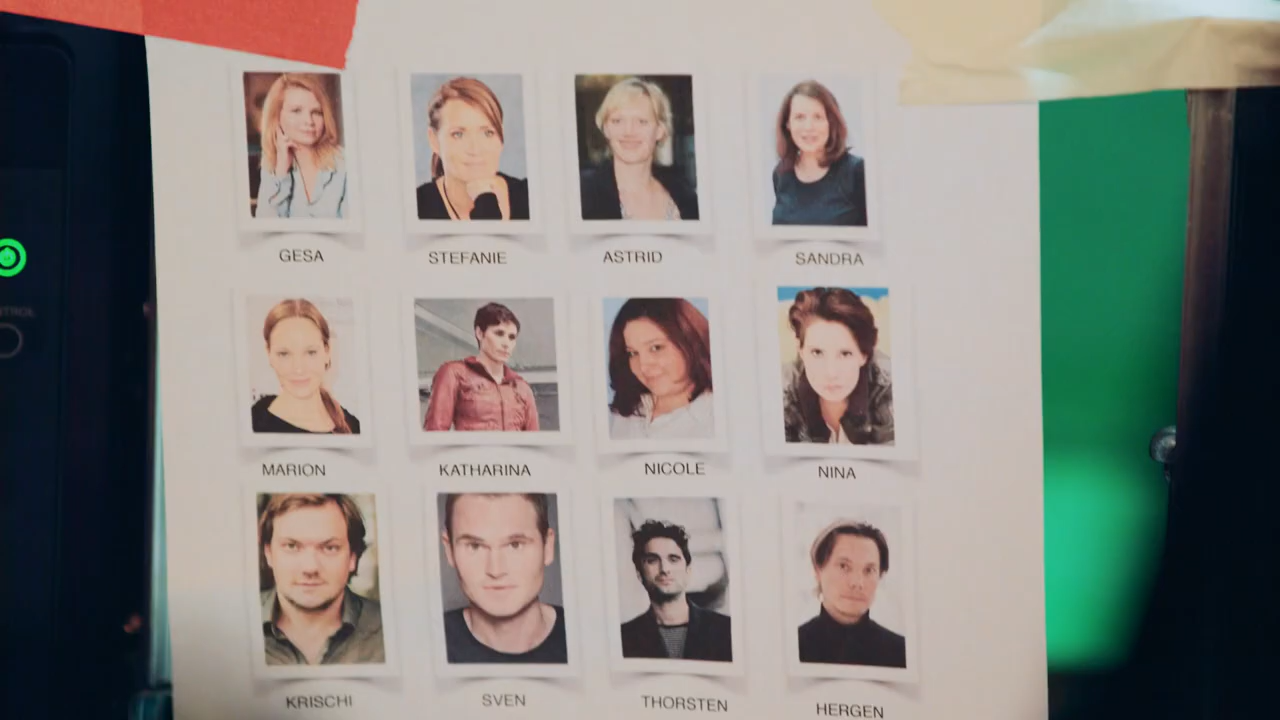 GESA STEFANIE ASTRID SANDRA
MARION KATHARINA NICOLE NINA
KRISCHI SVEN THORSTEN HERGEN